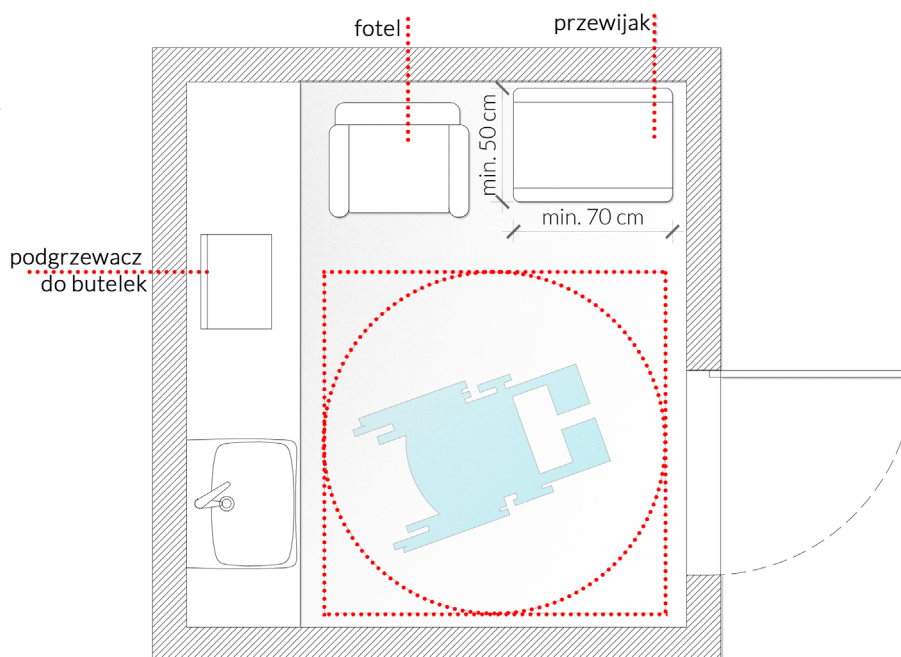 fotel
przewijak
min. 50 cm
min. 70 cm
podgrzewacz
do butelek